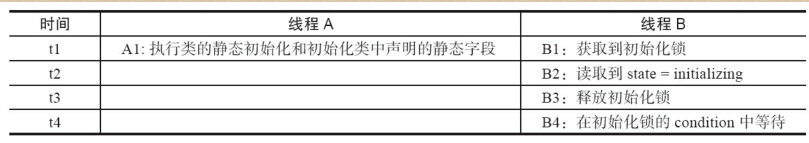 时间 线程 A 线程 B
t1 A1: 执行类的静态初始化和初始化类中声明的静态字段 B1：获取到初始化锁
t2 B2：读取到 state = initializing
t3 B3：释放初始化锁
t4 B4：在初始化锁的 condition 中等待